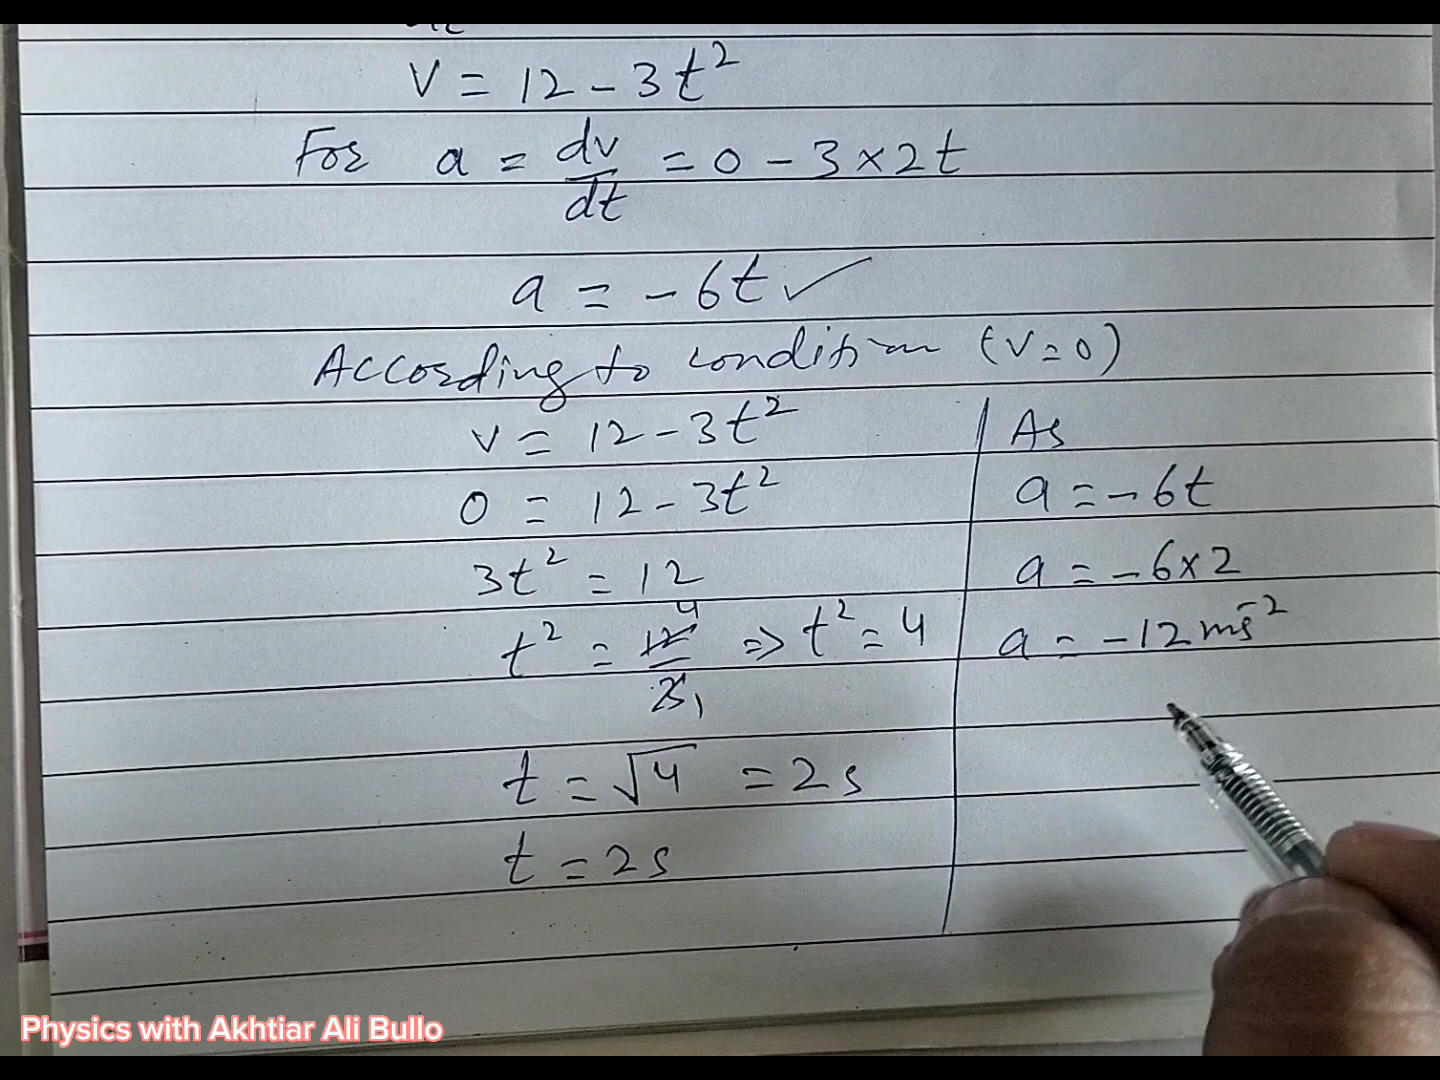 V = 12 - 3t²
For a = dv/dt = 0 - 3 × 2t
a = -6t ✓
According to condition (V=0)
v = 12 - 3t²
0 = 12 - 3t²
3t² = 12
t² = 12 4 / 3 1 => t² = 4
t = √4 = 2s
t = 2s
As
a = -6t
a = -6×2
a = -12 ms⁻²
Physics with Akhtiar Ali Bullo